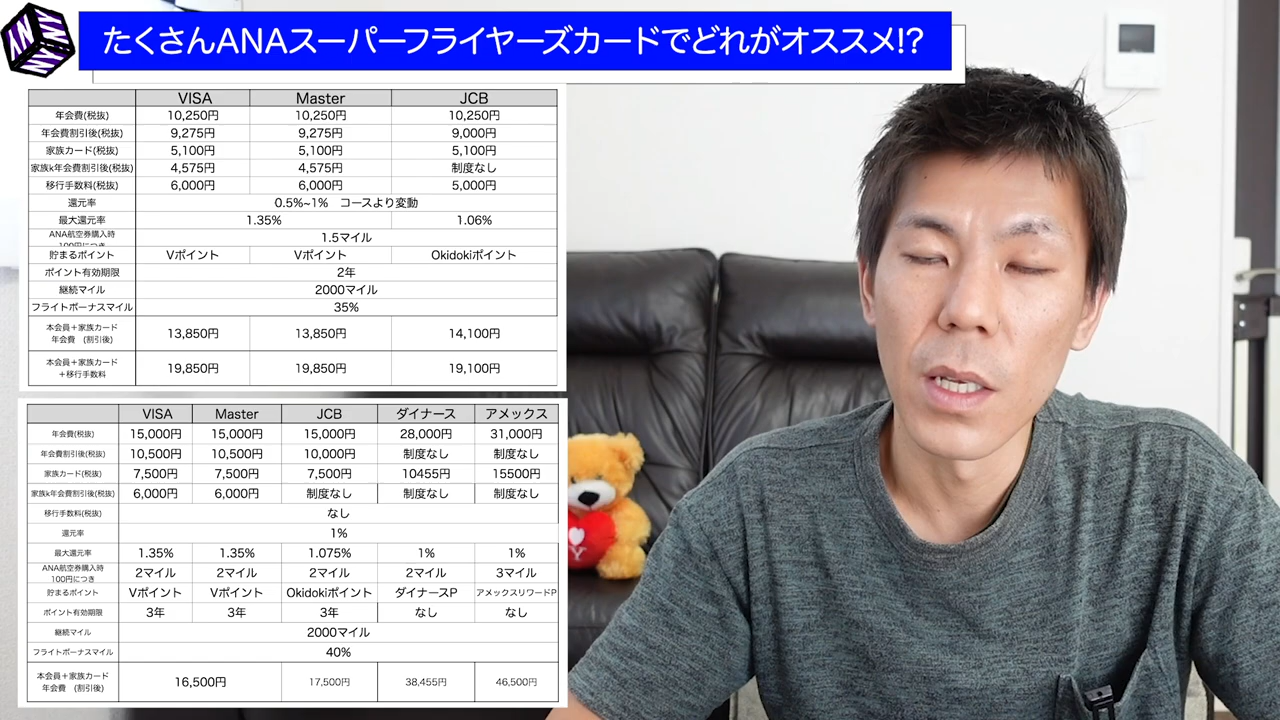 たくさんANAスーパーフライヤーズカードでどれがオススメ!?
VISA Master JCB
年会費(税抜) 10,250円 10,250円 10,250円
年会費割引後(税抜) 9,275円 9,275円 9,000円
家族カード(税抜) 5,100円 5,100円 5,100円
家族k年会費割引後(税抜) 4,575円 4,575円 制度なし
移行手数料(税抜) 6,000円 6,000円 5,000円
還元率 0.5%~1% コースより変動
最大還元率 1.35% 1.06%
ANA航空券購入時
100円につき 1.5マイル
貯まるポイント Vポイント Vポイント Okidokiポイント
ポイント有効期限 2年
継続マイル 2000マイル
フライトボーナスマイル 35%
本会員+家族カード
年会費 (割引後) 13,850円 13,850円 14,100円
本会員+家族カード
+移行手数料 19,850円 19,850円 19,100円
VISA Master JCB ダイナース アメックス
年会費(税抜) 15,000円 15,000円 15,000円 28,000円 31,000円
年会費割引後(税抜) 10,500円 10,500円 10,000円 制度なし 制度なし
家族カード(税抜) 7,500円 7,500円 7,500円 10455円 15500円
家族k年会費割引後(税抜) 6,000円 6,000円 制度なし 制度なし 制度なし
移行手数料(税抜) なし
還元率 1%
最大還元率 1.35% 1.35% 1.075% 1% 1%
ANA航空券購入時
100円につき 2マイル 2マイル 2マイル 2マイル 3マイル
貯まるポイント Vポイント Vポイント Okidokiポイント ダイナースP アメックスリワードP
ポイント有効期限 3年 3年 3年 なし なし
継続マイル 2000マイル
フライトボーナスマイル 40%
本会員+家族カード
年会費 (割引後) 16,500円 17,500円 38,455円 46,500円